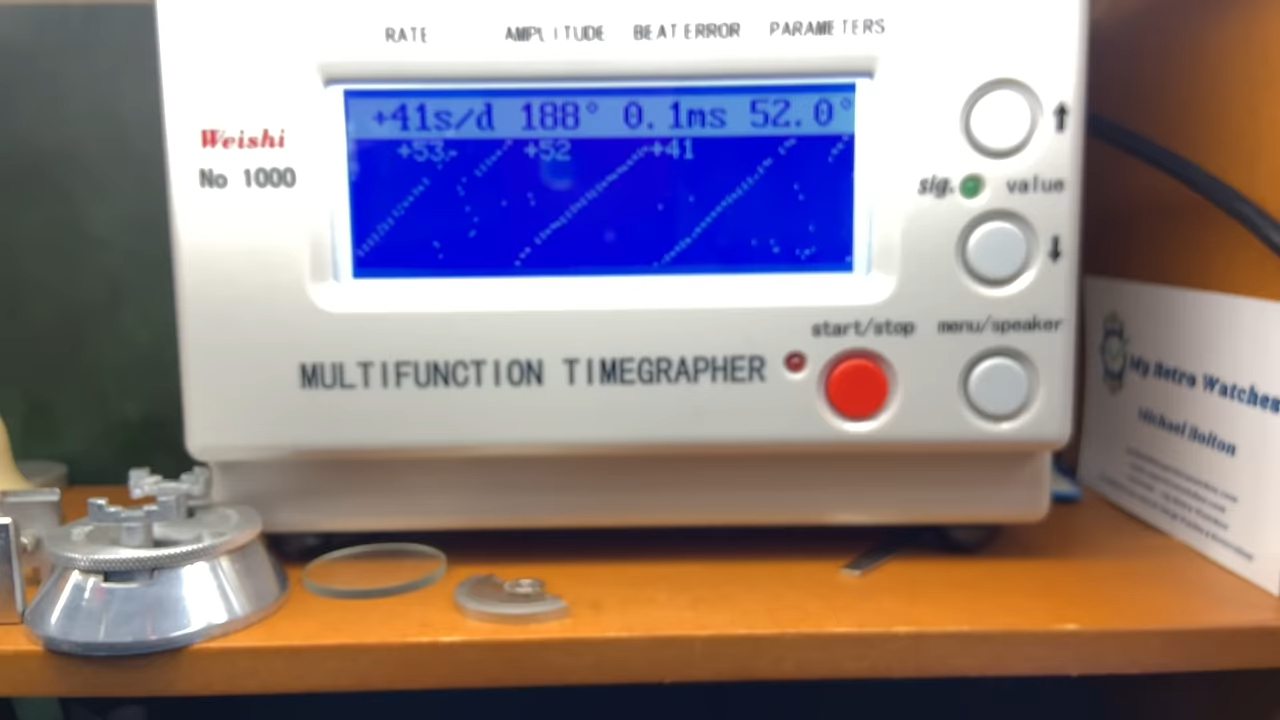 RATE AMPLITUDE BEAT ERROR PARAMETERS
+41s/d 188° 0.1ms 52.0°
+53 +52 +41
Weishi
No 1000
sig. value
start/stop menu/speaker
MULTIFUNCTION TIMEGRAPHER
My Retro Watches
Michael Bolton